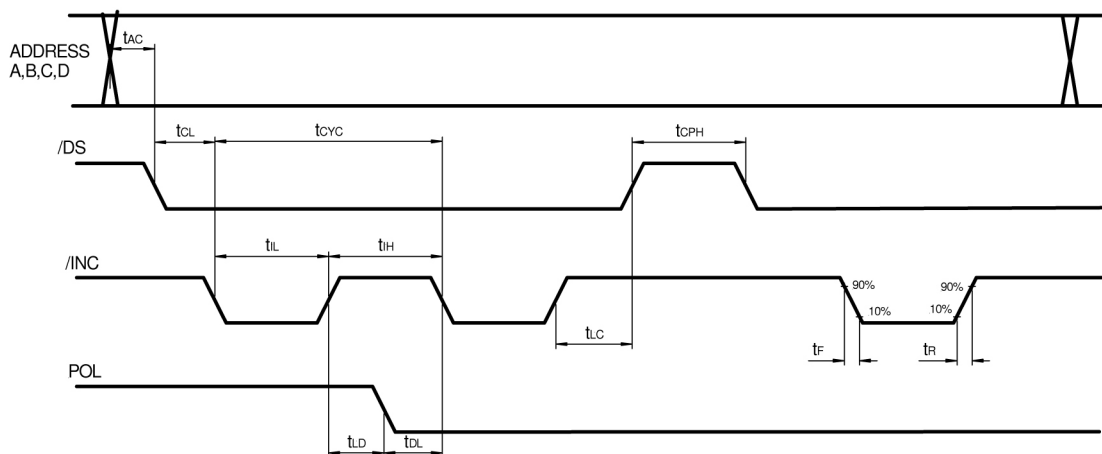 tAC
ADDRESS
A,B,C,D
tCL tCYC tCPH
/DS
tIL tIH
/INC
90% 90%
10% 10%
tLC tF tR
POL
tLD tDL